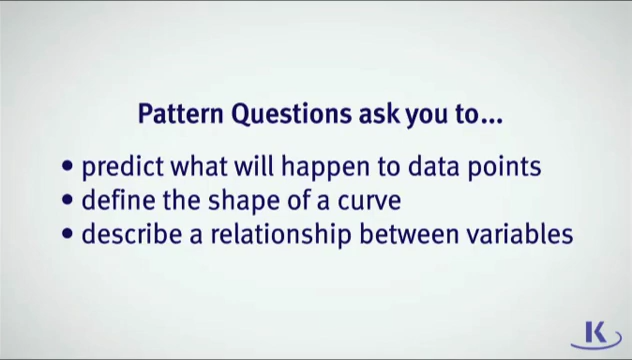 Pattern Questions ask you to...
• predict what will happen to data points
• define the shape of a curve
• describe a relationship between variables
K